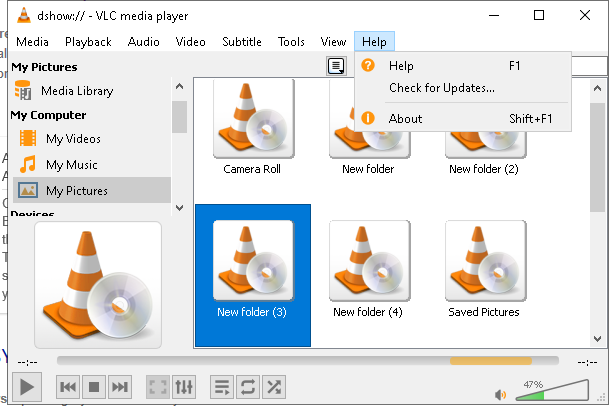 dshow:// - VLC media player
Media Playback Audio Video Subtitle Tools View Help
My Pictures
Media Library
My Computer
My Videos
My Music
My Pictures
Devices
Help F1
Check for Updates...
About Shift+F1
Camera Roll New folder New folder (2)
New folder (3) New folder (4) Saved Pictures
--:-- --:--
47%